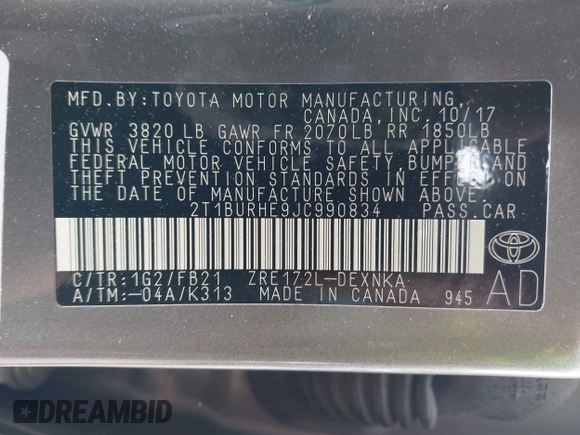 MFD.BY:TOYOTA MOTOR MANUFACTURING,
CANADA, INC. 10/17
GVWR 3820 LB GAWR FR 2070LB RR 1850LB
THIS VEHICLE CONFORMS TO ALL APPLICABLE
FEDERAL MOTOR VEHICLE SAFETY, BUMPER, AND
THEFT PREVENTION STANDARDS IN EFFECT ON
THE DATE OF MANUFACTURE SHOWN ABOVE.
2T1BURHE9JC990834 PASS.CAR
C/TR:1G2/FB21 ZRE172L-DEXNKA
A/TM:-04A/K313 MADE IN CANADA 945
AD
DREAMBID